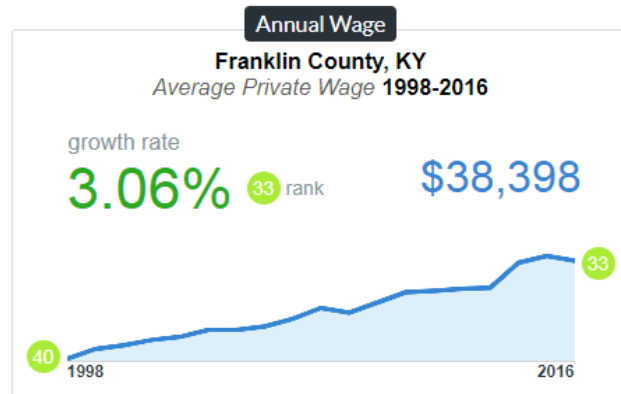 Annual Wage
Franklin County, KY
Average Private Wage 1998-2016
growth rate
3.06% 33 rank $38,398
33
40
1998 2016